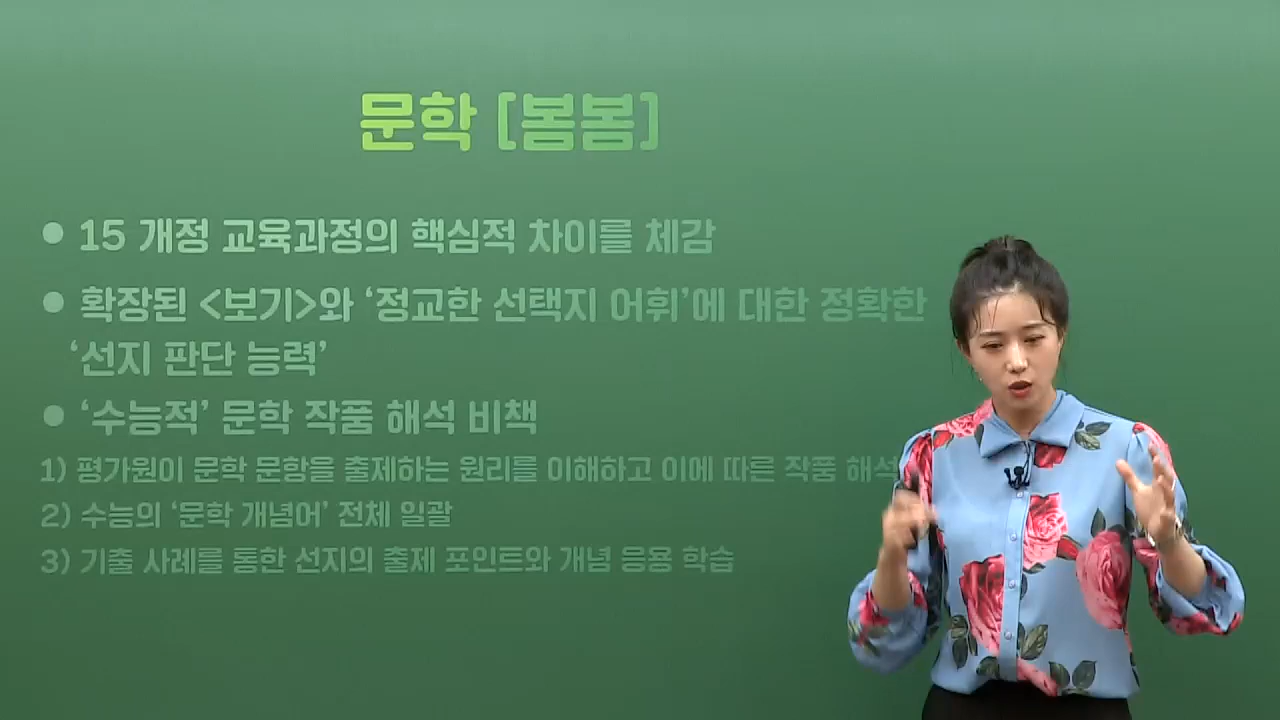 문학 [봄봄]
● 15 개정 교육과정의 핵심적 차이를 체감
● 확장된 <보기>와 ‘정교한 선택지 어휘’에 대한 정확한
‘선지 판단 능력’
● ‘수능적’ 문학 작품 해석 비책
1) 평가원이 문학 문항을 출제하는 원리를 이해하고 이에 따른 작품 해석
2) 수능의 ‘문학 개념어’ 전체 일괄
3) 기출 사례를 통한 선지의 출제 포인트와 개념 응용 학습